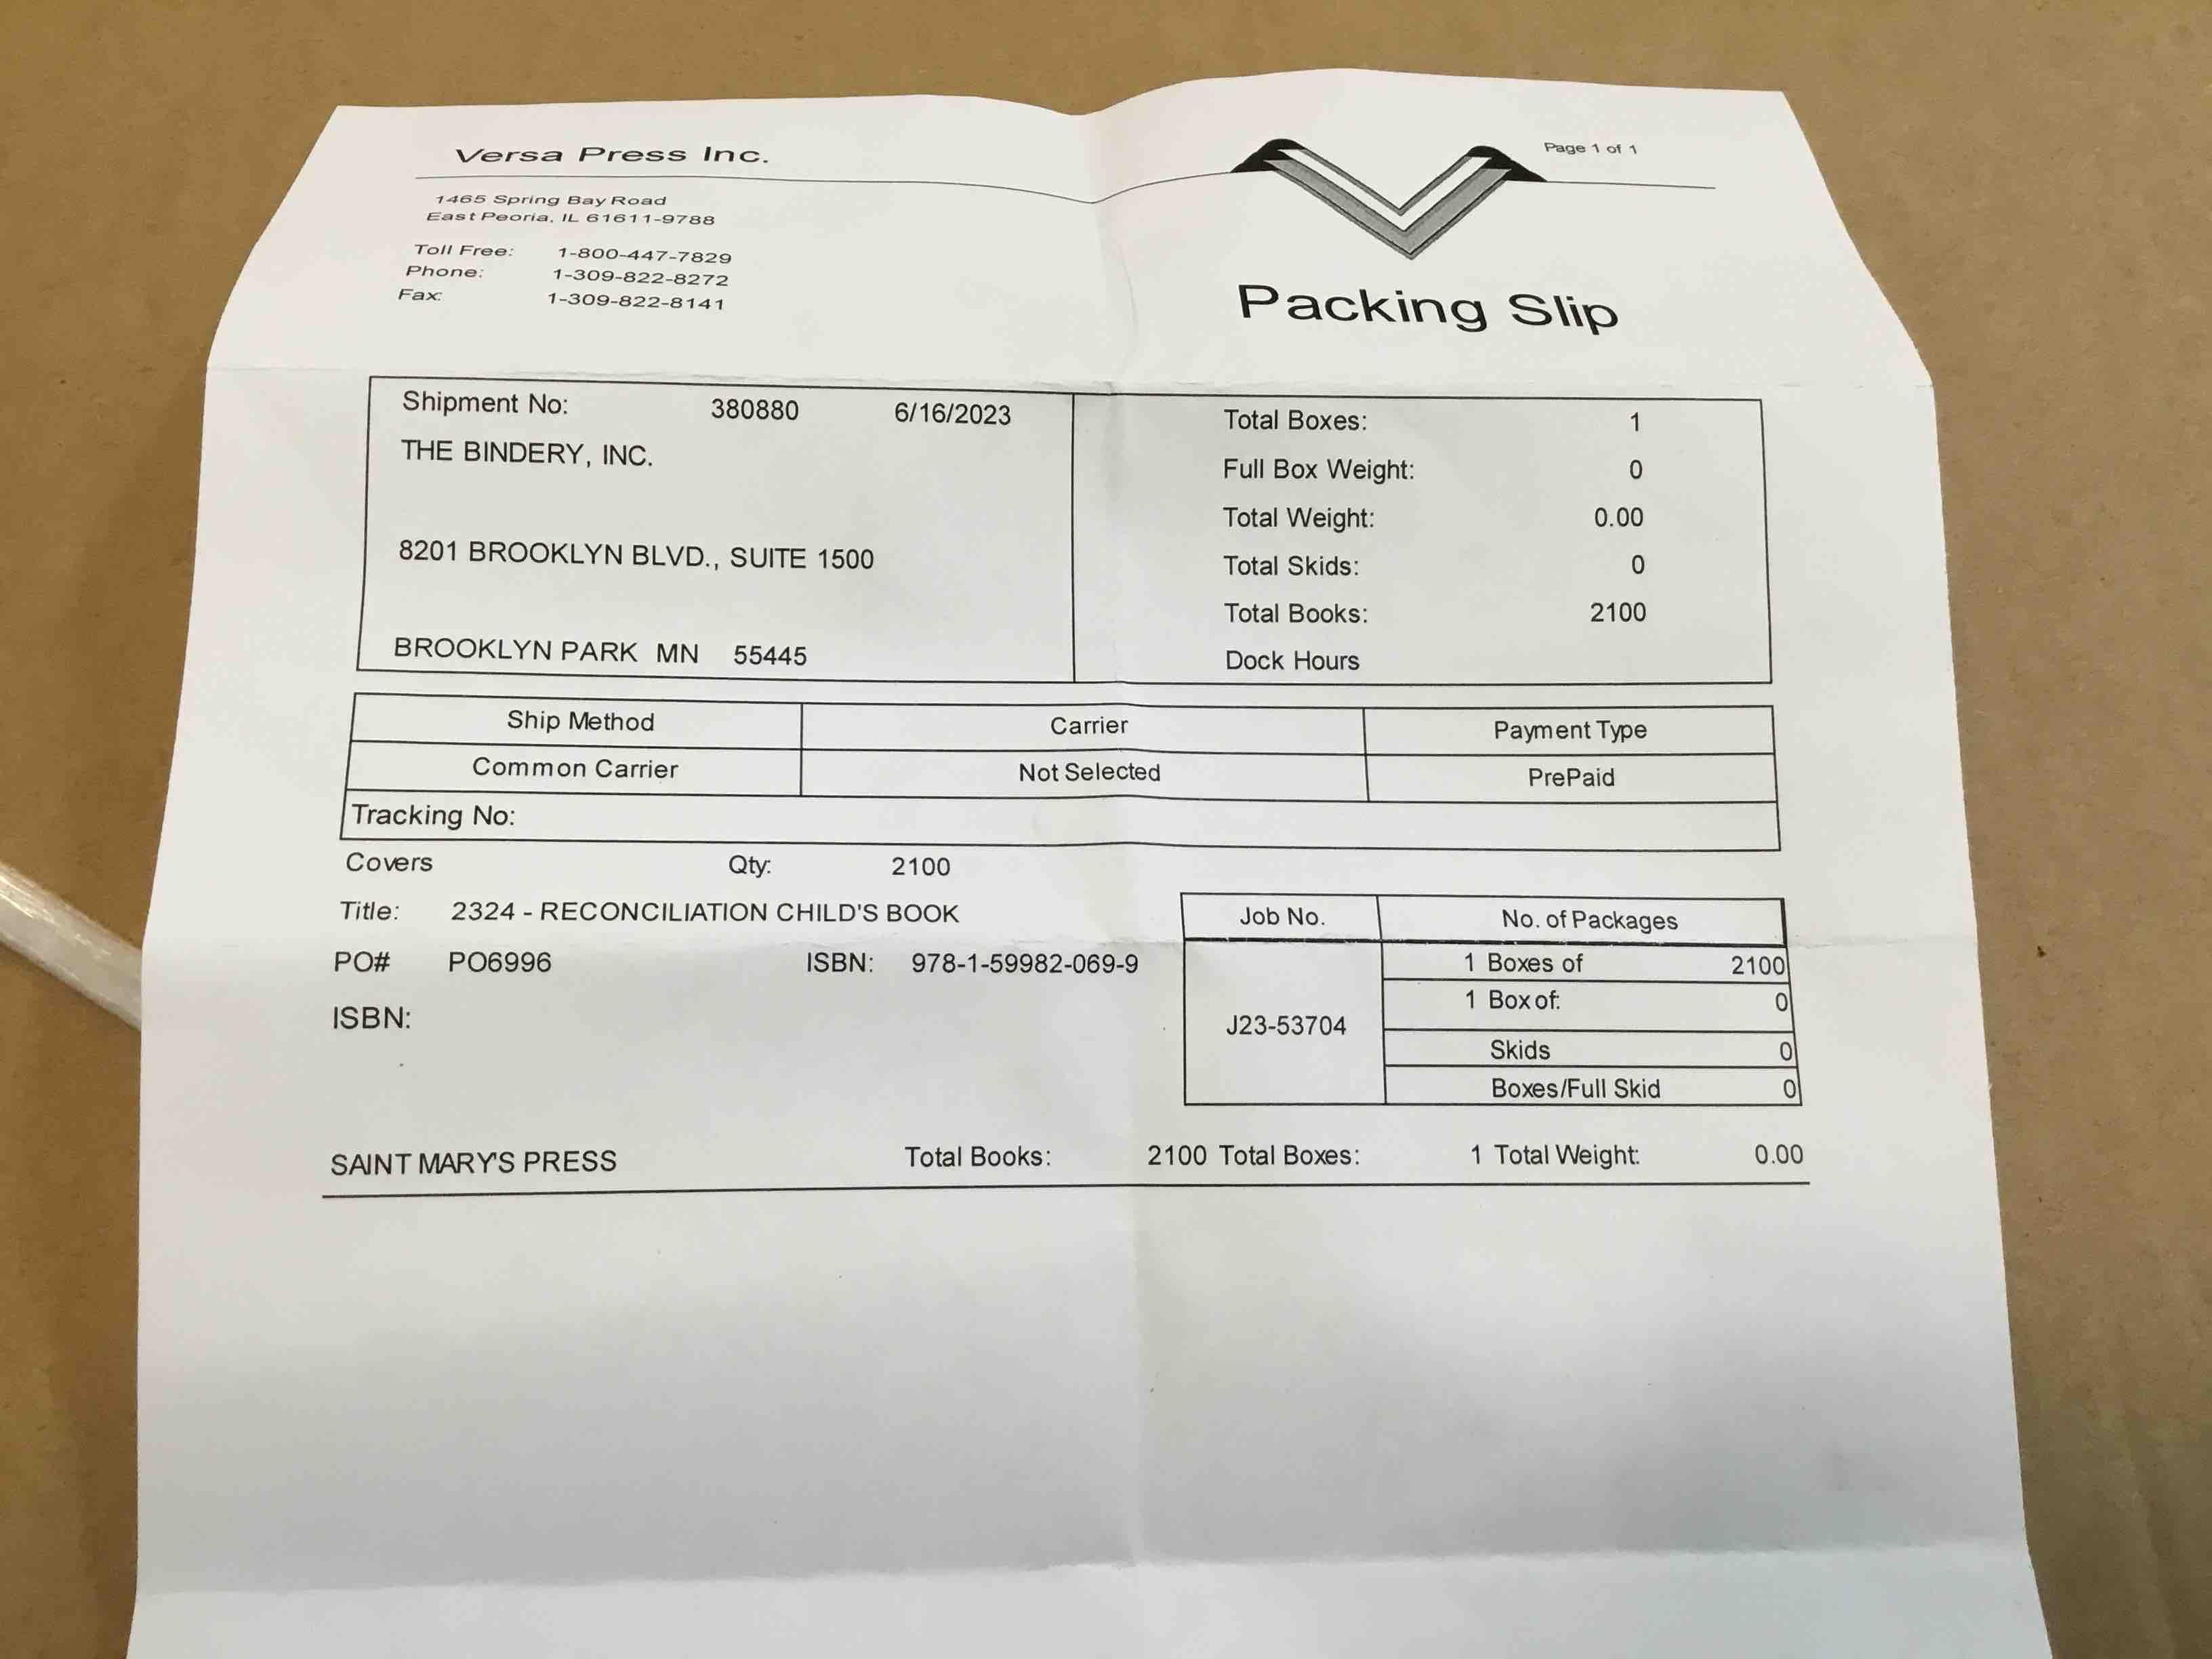 Versa Press Inc.
Page 1 of 1
1465 Spring Bay Road
East Peoria, IL 61611-9788
Toll Free: 1-800-447-7829
Phone: 1-309-822-8272
Fax: 1-309-822-8141
Packing Slip
Shipment No: 380880 6/16/2023
THE BINDERY, INC.
8201 BROOKLYN BLVD., SUITE 1500
BROOKLYN PARK MN 55445
Total Boxes: 1
Full Box Weight: 0
Total Weight: 0.00
Total Skids: 0
Total Books: 2100
Dock Hours
Ship Method Carrier Payment Type
Common Carrier Not Selected PrePaid
Tracking No:
Covers Qty: 2100
Title: 2324 - RECONCILIATION CHILD'S BOOK
PO# PO6996 ISBN: 978-1-59982-069-9
ISBN:
Job No. No. of Packages
J23-53704
1 Boxes of 2100
1 Box of: 0
Skids 0
Boxes/Full Skid 0
SAINT MARY'S PRESS Total Books: 2100 Total Boxes: 1 Total Weight: 0.00